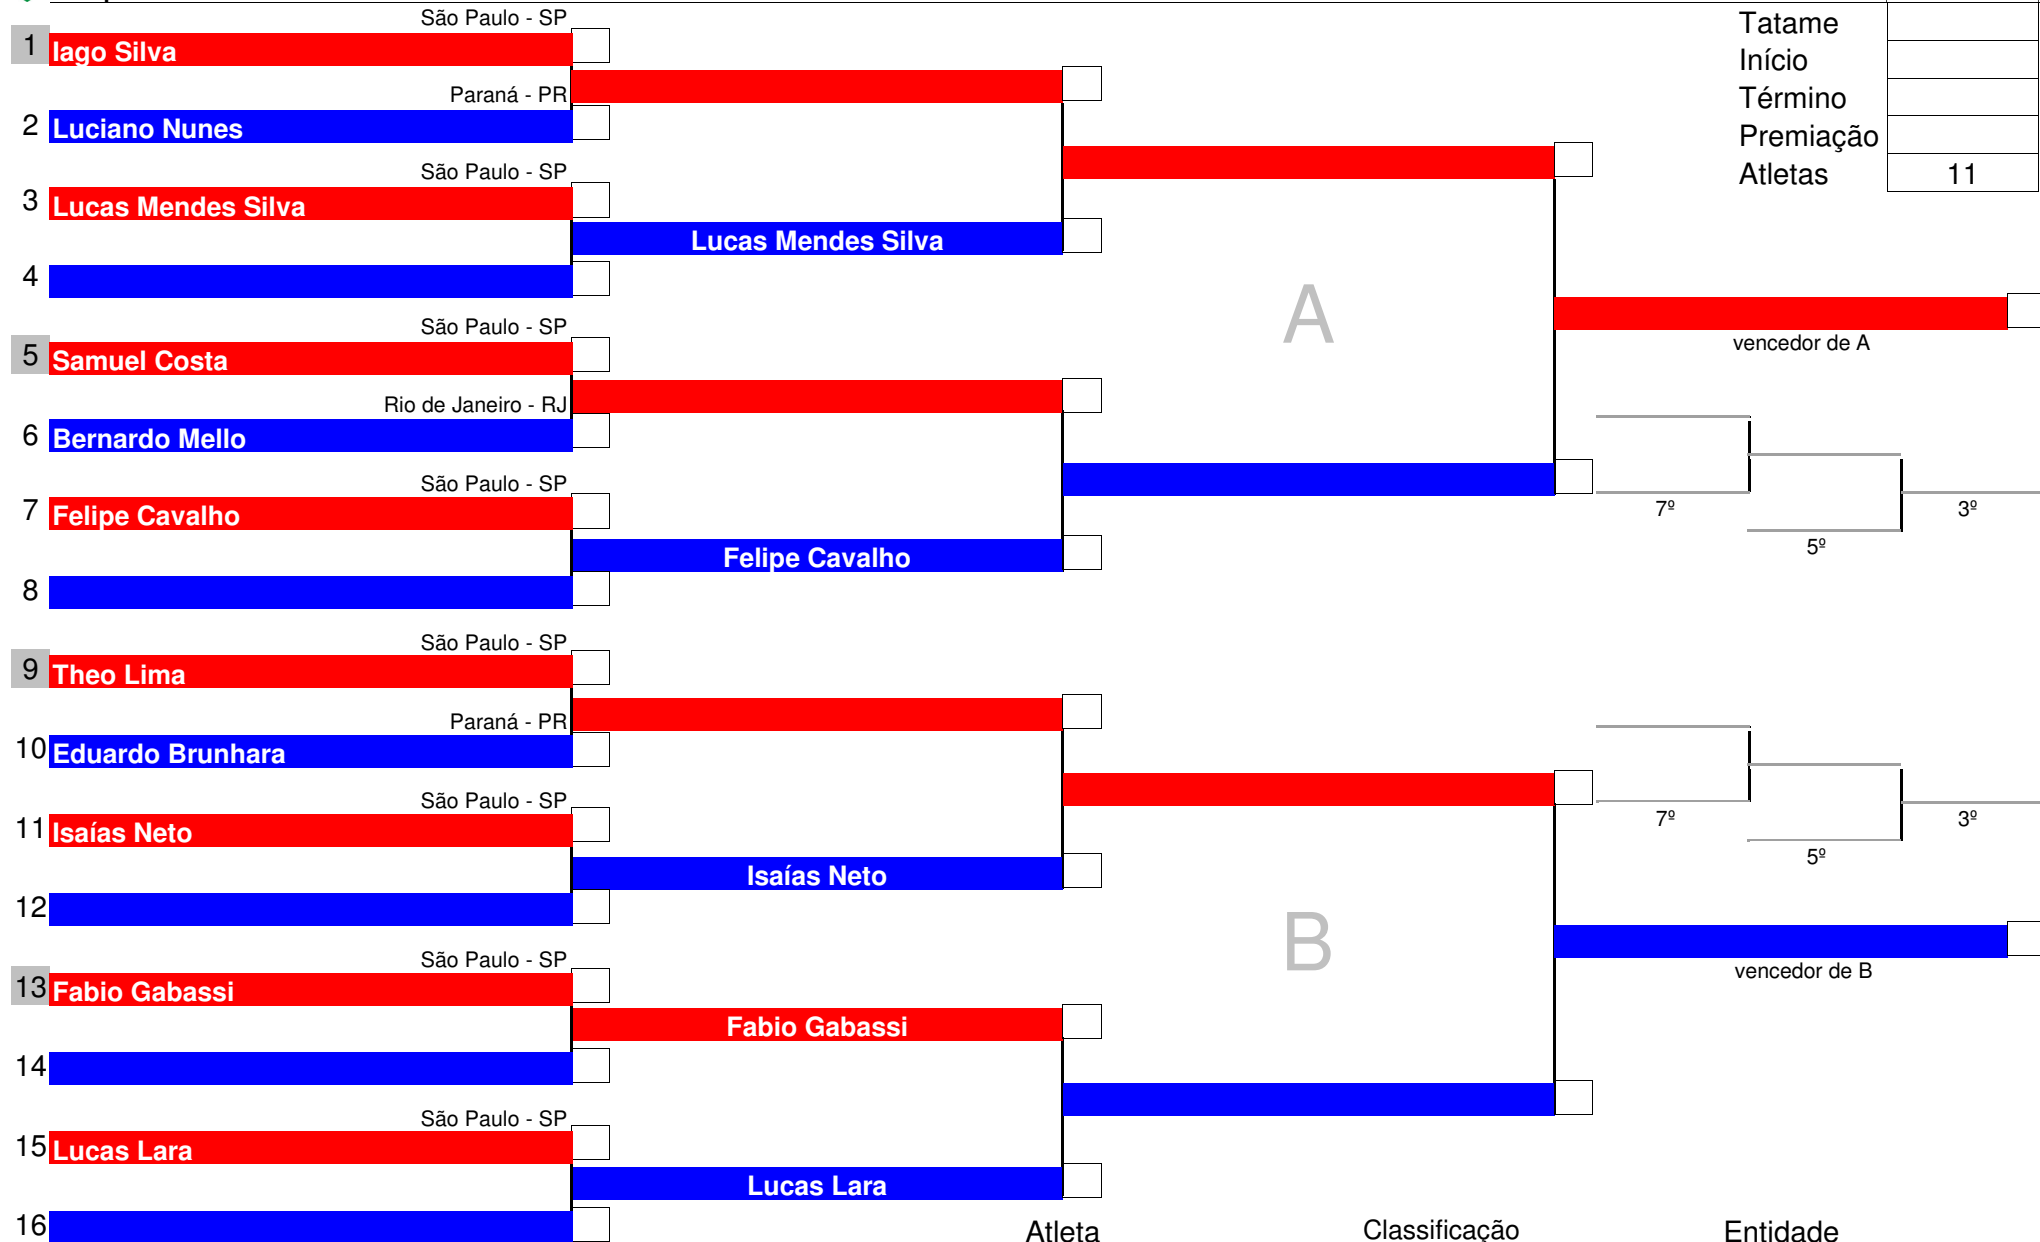 São Paulo - SP
1 Iago Silva
Paraná - PR
2 Luciano Nunes
São Paulo - SP
3 Lucas Mendes Silva
Lucas Mendes Silva
4
São Paulo - SP
5 Samuel Costa
Rio de Janeiro - RJ
6 Bernardo Mello
São Paulo - SP
7 Felipe Cavalho
Felipe Cavalho
8
São Paulo - SP
9 Theo Lima
Paraná - PR
10 Eduardo Brunhara
São Paulo - SP
11 Isaías Neto
Isaías Neto
12
São Paulo - SP
13 Fabio Gabassi
Fabio Gabassi
14
São Paulo - SP
15 Lucas Lara
Lucas Lara
16
A
B
Tatame
Início
Término
Premiação
Atletas 11
vencedor de A
7º
3º
5º
7º
3º
5º
vencedor de B
Atleta Classificação Entidade